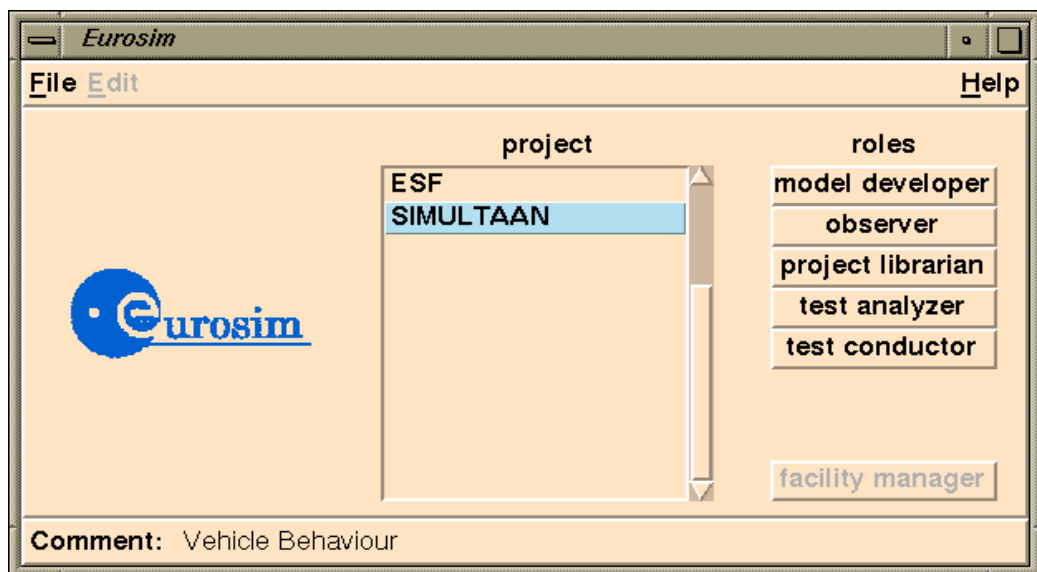 Eurosim
File Edit Help
project
ESF
SIMULTAAN
roles
model developer
observer
project librarian
test analyzer
test conductor
facility manager
eurosim
Comment: Vehicle Behaviour